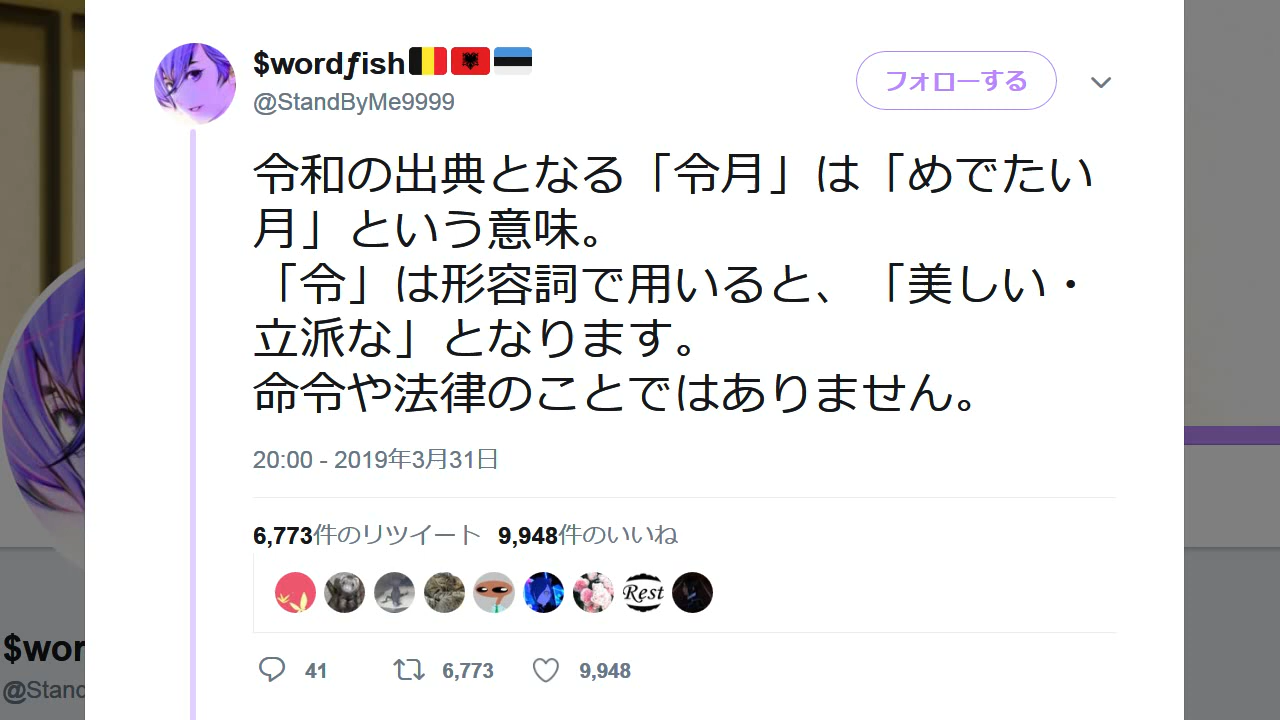 $wordƒish
@StandByMe9999
フォローする
令和の出典となる「令月」は「めでたい
月」という意味。
「令」は形容詞で用いると、「美しい・
立派な」となります。
命令や法律のことではありません。
20:00 - 2019年3月31日
6,773件のリツイート 9,948件のいいね
Rest
41 6,773 9,948
$wor
@Stand